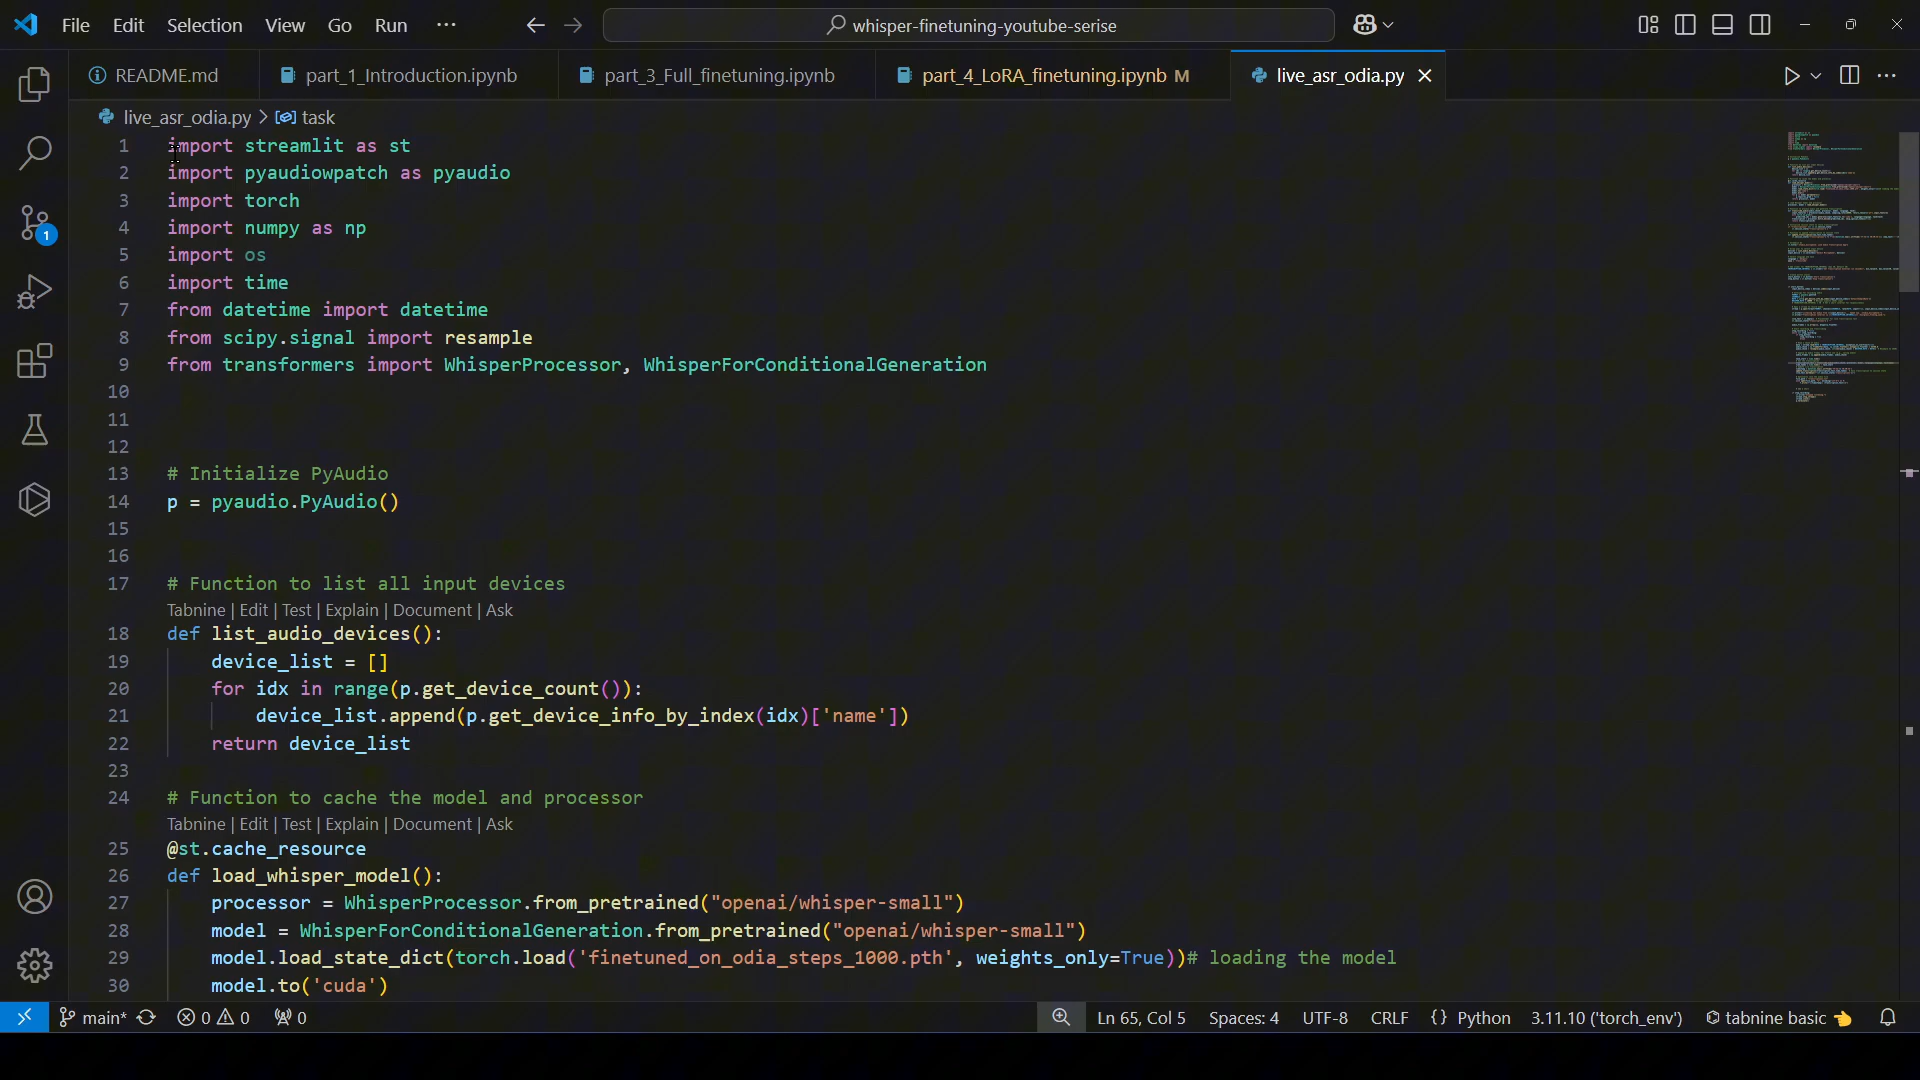 File Edit Selection View Go Run ··· whisper-finetuning-youtube-serise
README.md part_1_Introduction.ipynb part_3_Full_finetuning.ipynb part_4_LoRA_finetuning.ipynb M live_asr_odia.py
live_asr_odia.py > task
1 import streamlit as st
2 import pyaudiowpatch as pyaudio
3 import torch
4 import numpy as np
5 import os
6 import time
7 from datetime import datetime
8 from scipy.signal import resample
9 from transformers import WhisperProcessor, WhisperForConditionalGeneration
10
11
12
13 # Initialize PyAudio
14 p = pyaudio.PyAudio()
15
16
17 # Function to list all input devices
Tabnine | Edit | Test | Explain | Document | Ask
18 def list_audio_devices():
19     device_list = []
20     for idx in range(p.get_device_count()):
21         device_list.append(p.get_device_info_by_index(idx)['name'])
22     return device_list
23
24 # Function to cache the model and processor
Tabnine | Edit | Test | Explain | Document | Ask
25 @st.cache_resource
26 def load_whisper_model():
27     processor = WhisperProcessor.from_pretrained("openai/whisper-small")
28     model = WhisperForConditionalGeneration.from_pretrained("openai/whisper-small")
29     model.load_state_dict(torch.load('finetuned_on_odia_steps_1000.pth', weights_only=True))# loading the model
30     model.to('cuda')
1
main* 0 0 0 Ln 65, Col 5 Spaces: 4 UTF-8 CRLF {} Python 3.11.10 ('torch_env') tabnine basic